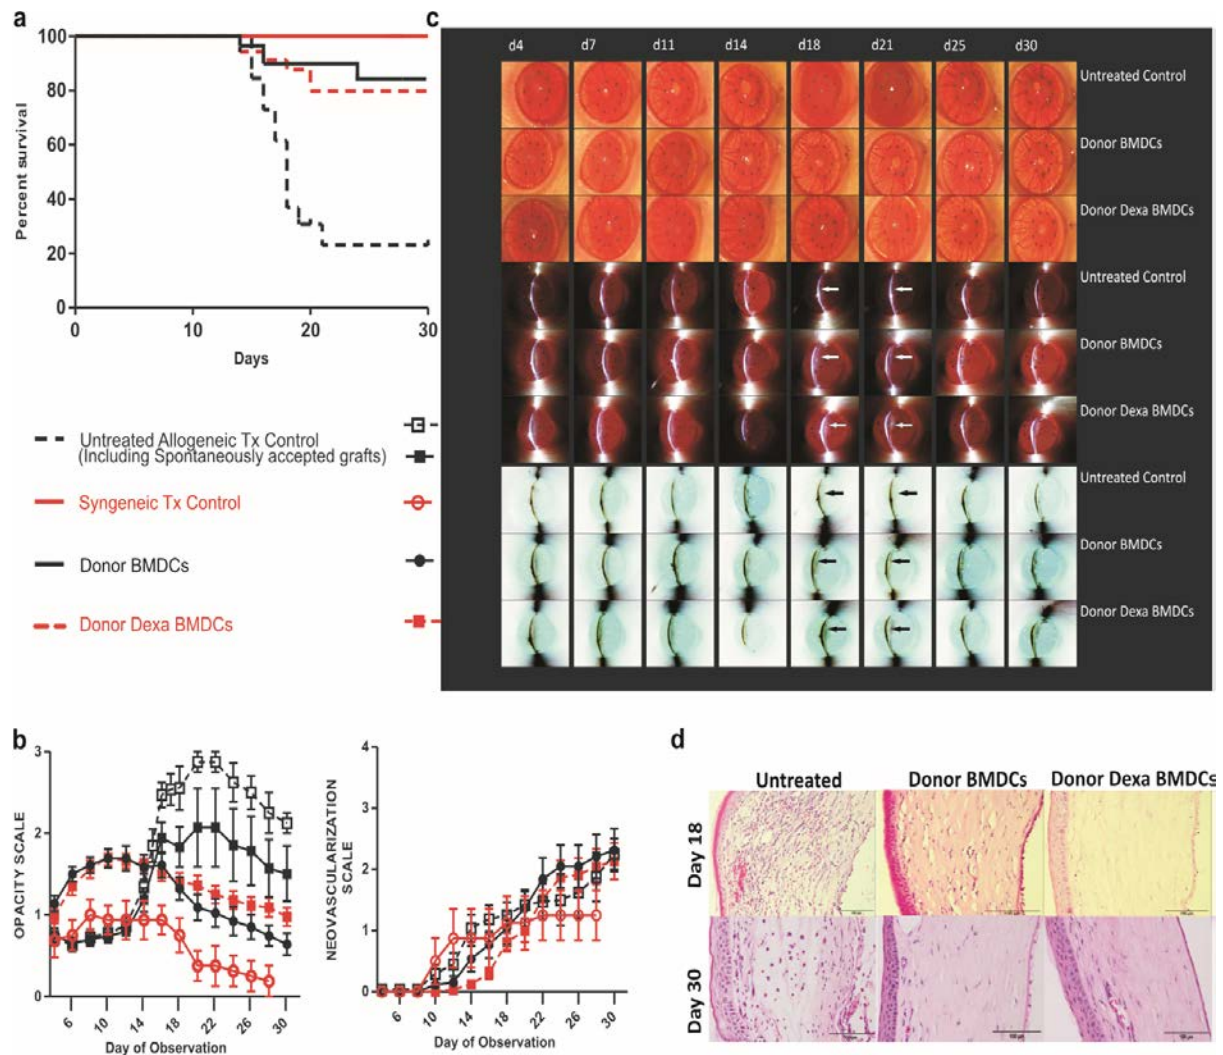 a
100
80
60
40
20
0
Percent survival
0
10
20
30
Days
Untreated Allogeneic Tx Control
(Including Spontaneously accepted grafts)
Syngeneic Tx Control
Donor BMDCs
Donor Dexa BMDCs
c
d4 d7 d11 d14 d18 d21 d25 d30
Untreated Control
Donor BMDCs
Donor Dexa BMDCs
Untreated Control
Donor BMDCs
Donor Dexa BMDCs
Untreated Control
Donor BMDCs
Donor Dexa BMDCs
b
3
2
1
0
OPACITY SCALE
6 10 14 18 22 26 30
Day of Observation
4
3
2
1
0
NEOVASCULARIZATION
SCALE
6 10 14 18 22 26 30
Day of Observation
d
Untreated Donor BMDCs Donor Dexa BMDCs
Day 18
Day 30